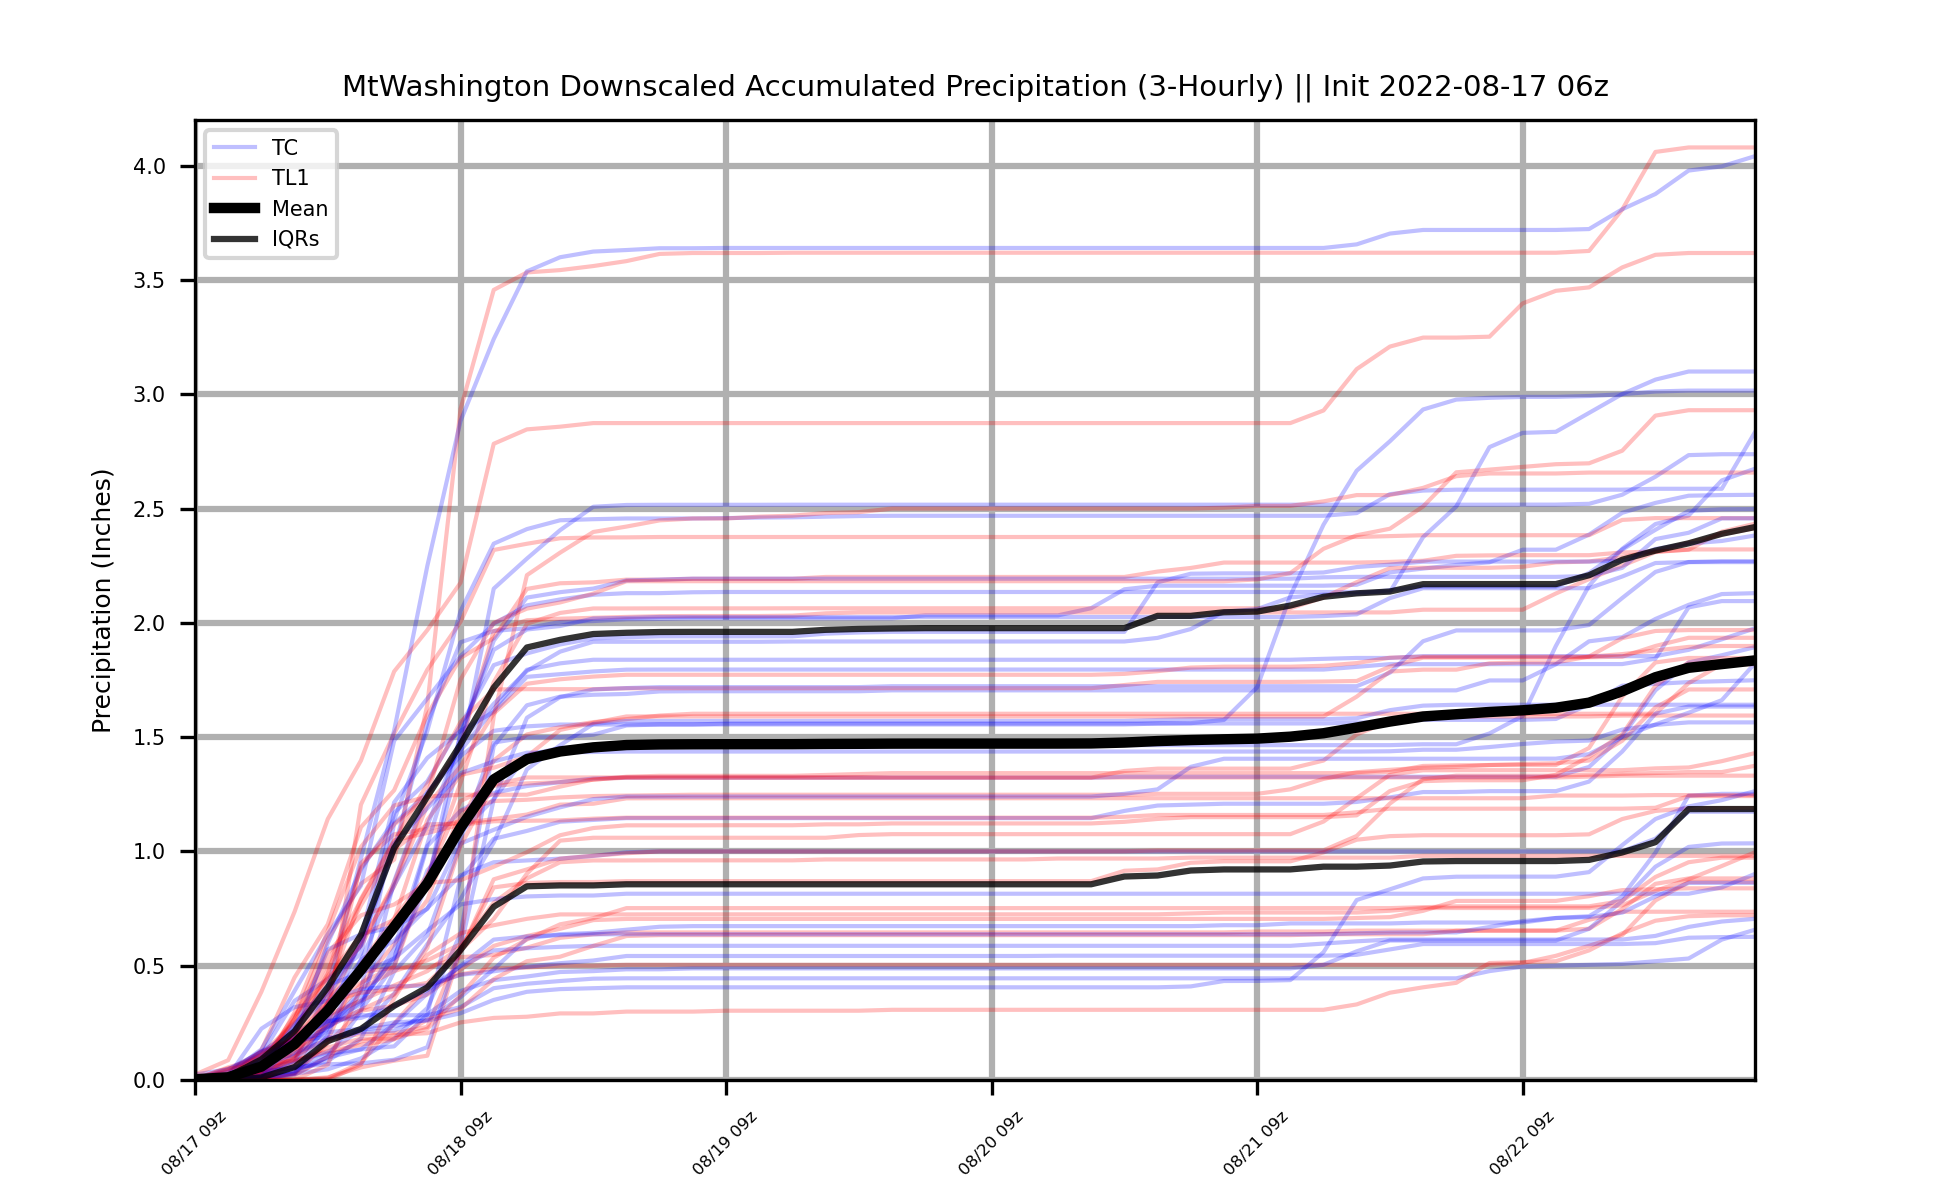 MtWashington Downscaled Accumulated Precipitation (3-Hourly) || Init 2022-08-17 06z
TC
TL1
Mean
IQRs
Precipitation (Inches)
4.0
3.5
3.0
2.5
2.0
1.5
1.0
0.5
0.0
08/17 09z
08/18 09z
08/19 09z
08/20 09z
08/21 09z
08/22 09z